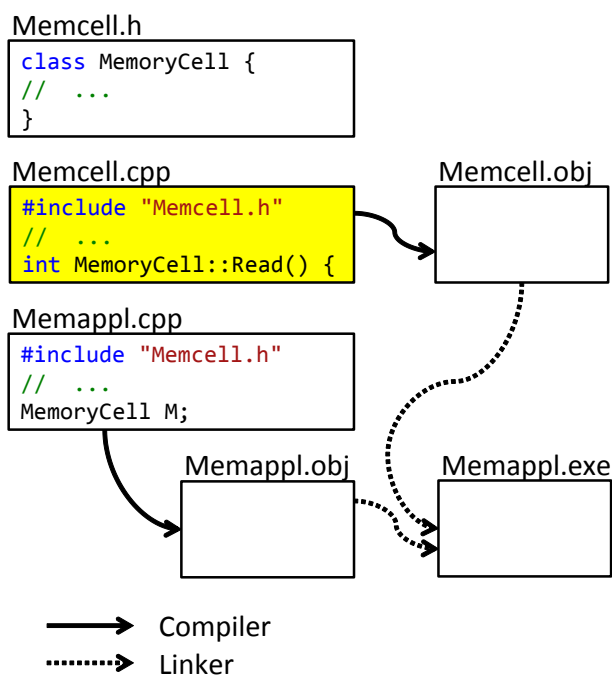 Memcell.h
class MemoryCell {
//  ...
}
Memcell.cpp
Memcell.obj
#include "Memcell.h"
//  ...
int MemoryCell::Read() {
Memappl.cpp
#include "Memcell.h"
//  ...
MemoryCell M;
Memappl.obj
Memappl.exe
Compiler
Linker